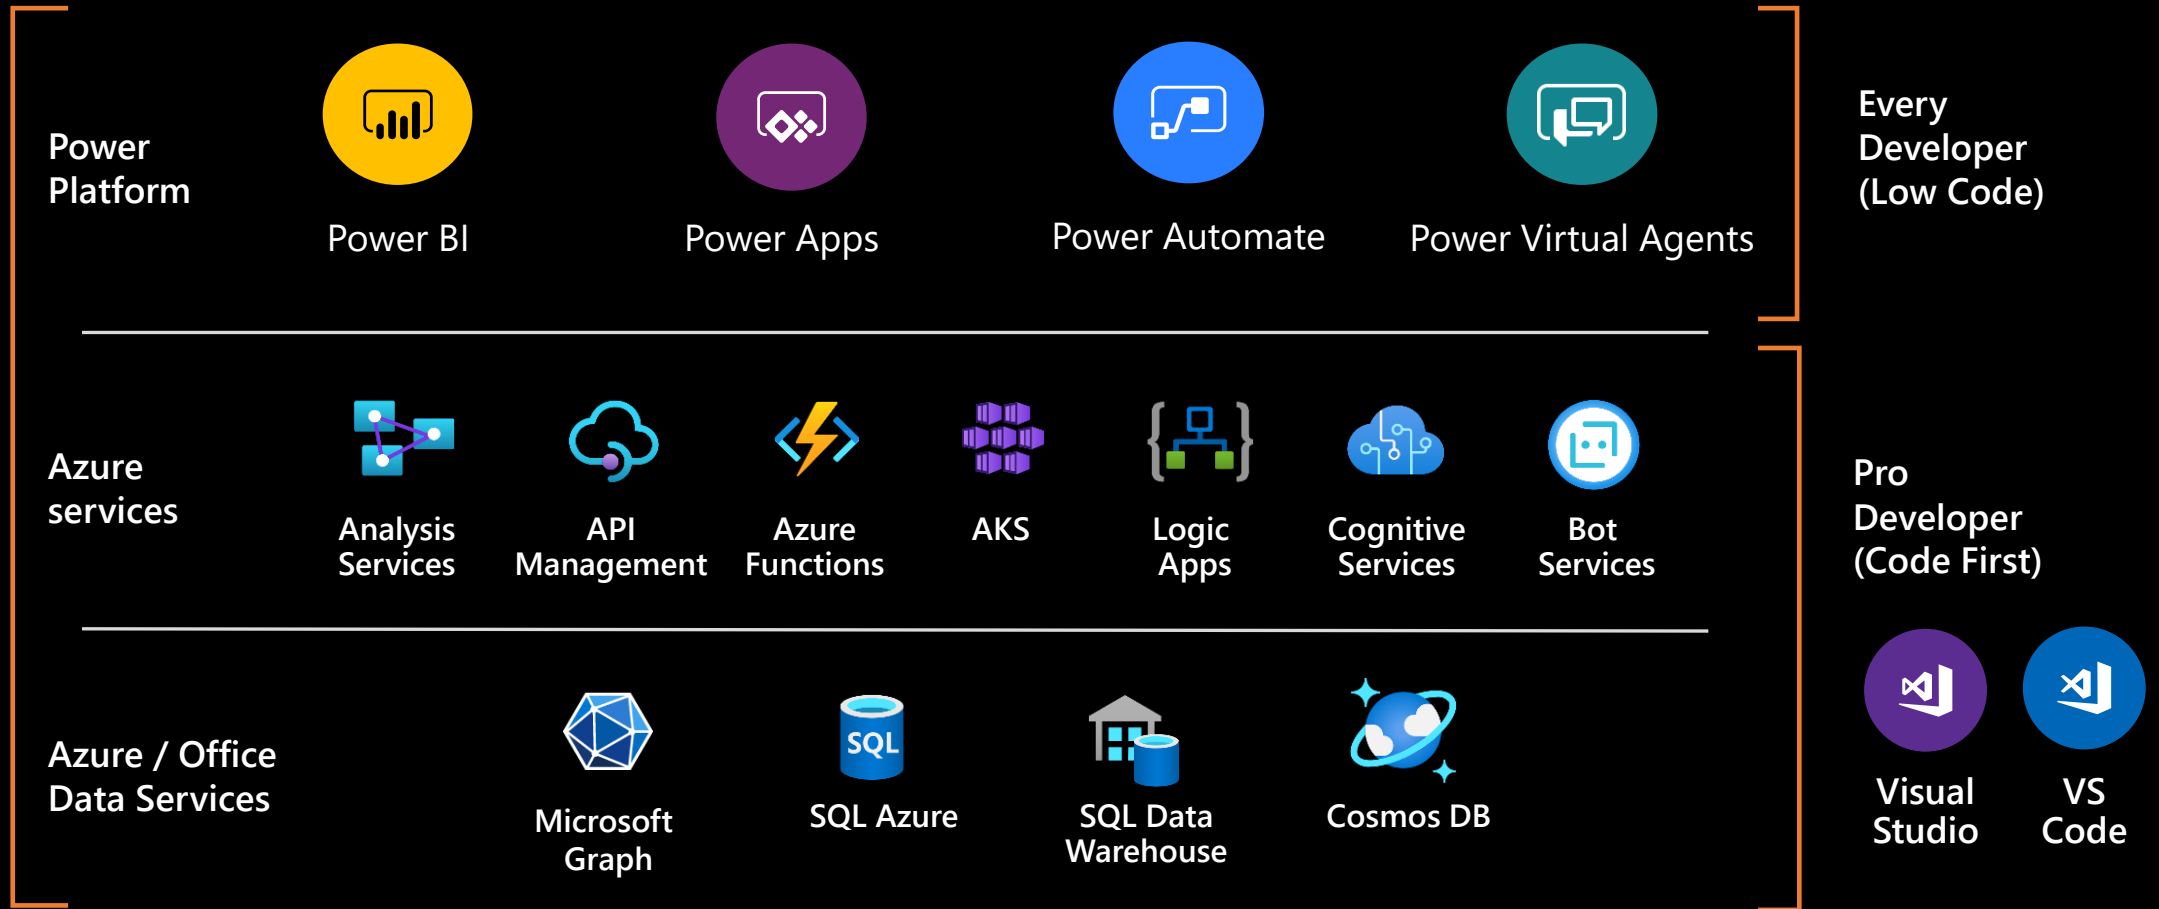 Power
Platform
Power BI
Power Apps
Power Automate
Power Virtual Agents
Every
Developer
(Low Code)
Azure
services
Analysis
Services
API
Management
Azure
Functions
AKS
Logic
Apps
Cognitive
Services
Bot
Services
Pro
Developer
(Code First)
Azure / Office
Data Services
Microsoft
Graph
SQL
SQL Azure
SQL Data
Warehouse
Cosmos DB
Visual
Studio
VS
Code